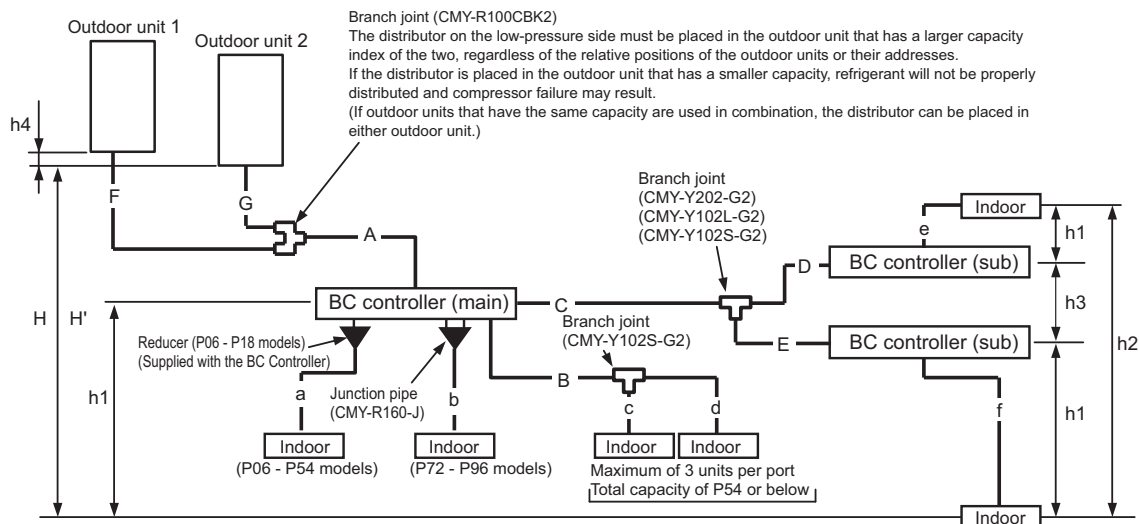 Outdoor unit 1
Outdoor unit 2
Branch joint (CMY-R100CBK2)
The distributor on the low-pressure side must be placed in the outdoor unit that has a larger capacity
index of the two, regardless of the relative positions of the outdoor units or their addresses.
If the distributor is placed in the outdoor unit that has a smaller capacity, refrigerant will not be properly
distributed and compressor failure may result.
(If outdoor units that have the same capacity are used in combination, the distributor can be placed in
either outdoor unit.)
h4
F
G
A
Branch joint
(CMY-Y202-G2)
(CMY-Y102L-G2)
(CMY-Y102S-G2)
Indoor
e
h1
D
BC controller (sub)
BC controller (main)
C
h3
H
H'
Reducer (P06 - P18 models)
(Supplied with the BC Controller)
Branch joint
(CMY-Y102S-G2)
E
BC controller (sub)
h2
h1
a
Junction pipe
(CMY-R160-J)
b
B
c
d
f
h1
Indoor
(P06 - P54 models)
Indoor
(P72 - P96 models)
Indoor
Indoor
Maximum of 3 units per port
Total capacity of P54 or below
Indoor